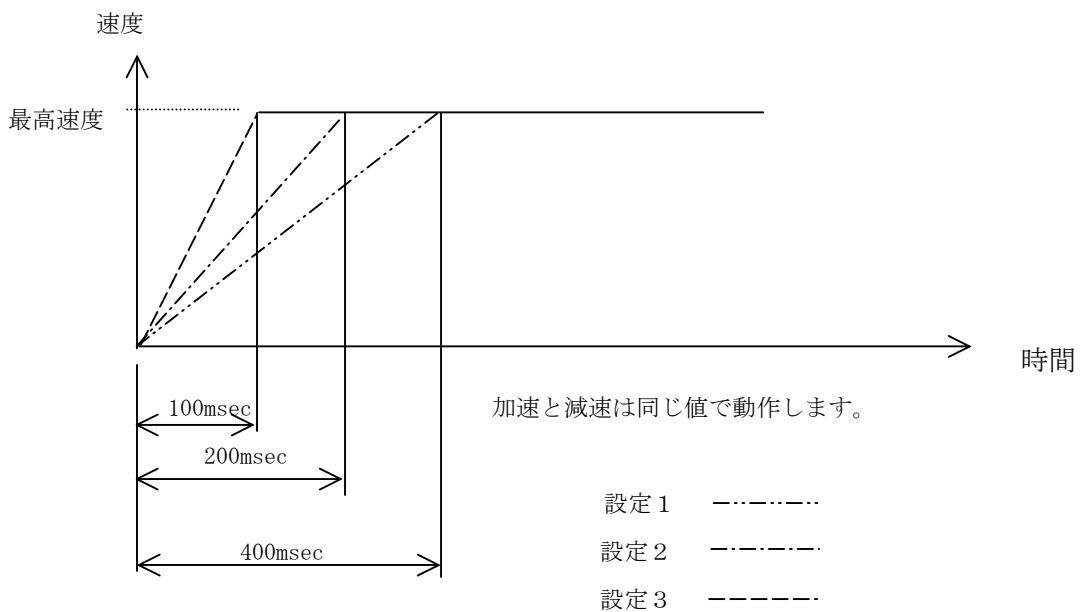 速度
最高速度
時間
100msec
加速と減速は同じ値で動作します。
200msec
設定１
400msec
設定２
設定３